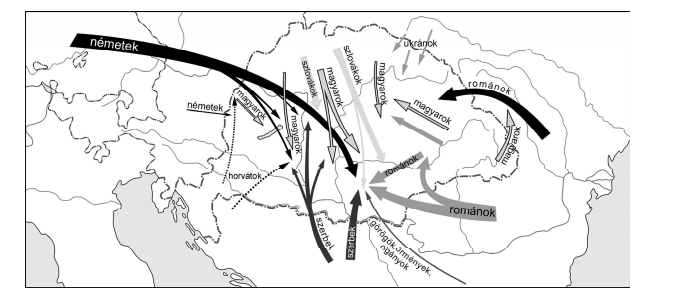 németek
ukránok
szlovákok
szlovákok
magyarok
magyarok
románok
németek
magyarok
magyarok
magyarok
magyarok
horvátok
románok
románok
szerbek
szerbek
görögök, örmények,
cigányok